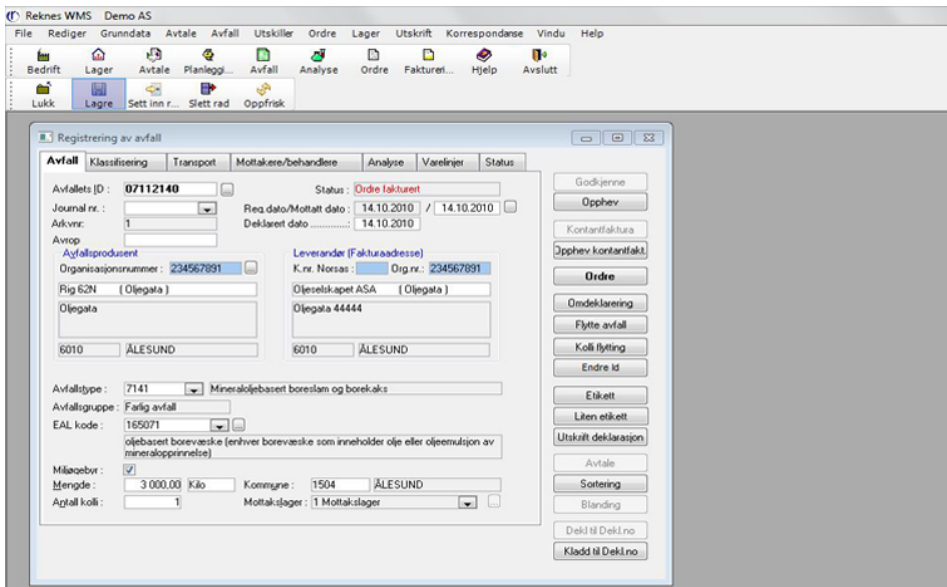 Reknes WMS Demo AS
File Rediger Grunndata Avtale Avfall Utskiller Ordre Lager Utskrift Korrespondanse Vindu Help
Bedrift Lager Avtale Planleggi... Avfall Analyse Ordre Faktureri... Hjelp Avslutt
Lukk Lagre Sett inn r... Slett rad Oppfrisk
Registrering av avfall
Avfall Klassifisering Transport Mottakere/behandlere Analyse Varelinjer Status
Avfallets ID : 07112140 ... Status : Ordre fakturert
Journal nr. : Reg.dato/Mottatt dato : 14.10.2010 / 14.10.2010
Arkvnr: 1 Deklarert dato ............: 14.10.2010
Avrop
Avfallsprodusent Leverandør (Fakturaadresse)
Organisasjonsnummer : 234567891 ... K.nr. Norsas : Org.nr.: 234567891
Rig 62N ( Oljegata ) Oljeselskapet ASA ( Oljegata )
Oljegata Oljegata 44444
6010 ÅLESUND 6010 ÅLESUND
Avfallstype : 7141 Mineraloljebasert boreslam og borekaks
Avfallsgruppe : Farlig avfall
EAL kode : 165071 ...
oljebasert borevæske (enhver borevæske som inneholder olje eller oljeemulsjon av
mineralopprinnelse)
Miljøgebyr :
Mengde : 3 000,00 Kilo Kommune : 1504 ÅLESUND
Antall kolli : 1 Mottakslager : 1 Mottakslager ...
Godkjenne
Opphev
Kontantfaktura
Opphev kontantfakt.
Ordre
Omdeklarering
Flytte avfall
Kolli flytting
Endre Id
Etikett
Liten etikett
Utskrift deklarasjon
Avtale
Sortering
Blanding
Dekl til Dekl.no
Kladd til Dekl.no